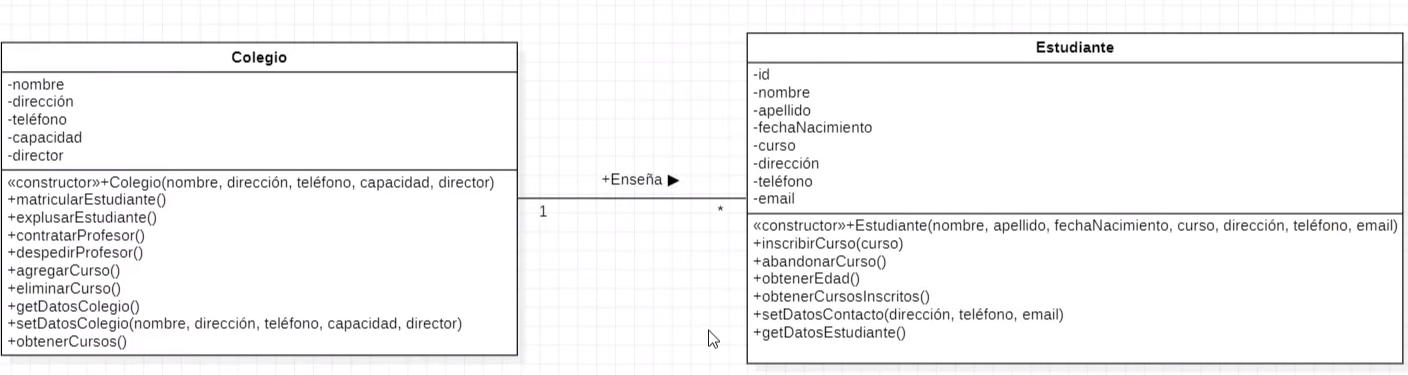 Colegio
-nombre
-dirección
-teléfono
-capacidad
-director
«constructor»+Colegio(nombre, dirección, teléfono, capacidad, director)
+matricularEstudiante()
+explusarEstudiante()
+contratarProfesor()
+despedirProfesor()
+agregarCurso()
+eliminarCurso()
+getDatosColegio()
+setDatosColegio(nombre, dirección, teléfono, capacidad, director)
+obtenerCursos()
+Enseña ▶
1 *
Estudiante
-id
-nombre
-apellido
-fechaNacimiento
-curso
-dirección
-teléfono
-email
«constructor»+Estudiante(nombre, apellido, fechaNacimiento, curso, dirección, teléfono, email)
+inscribirCurso(curso)
+abandonarCurso()
+obtenerEdad()
+obtenerCursosInscritos()
+setDatosContacto(dirección, teléfono, email)
+getDatosEstudiante()